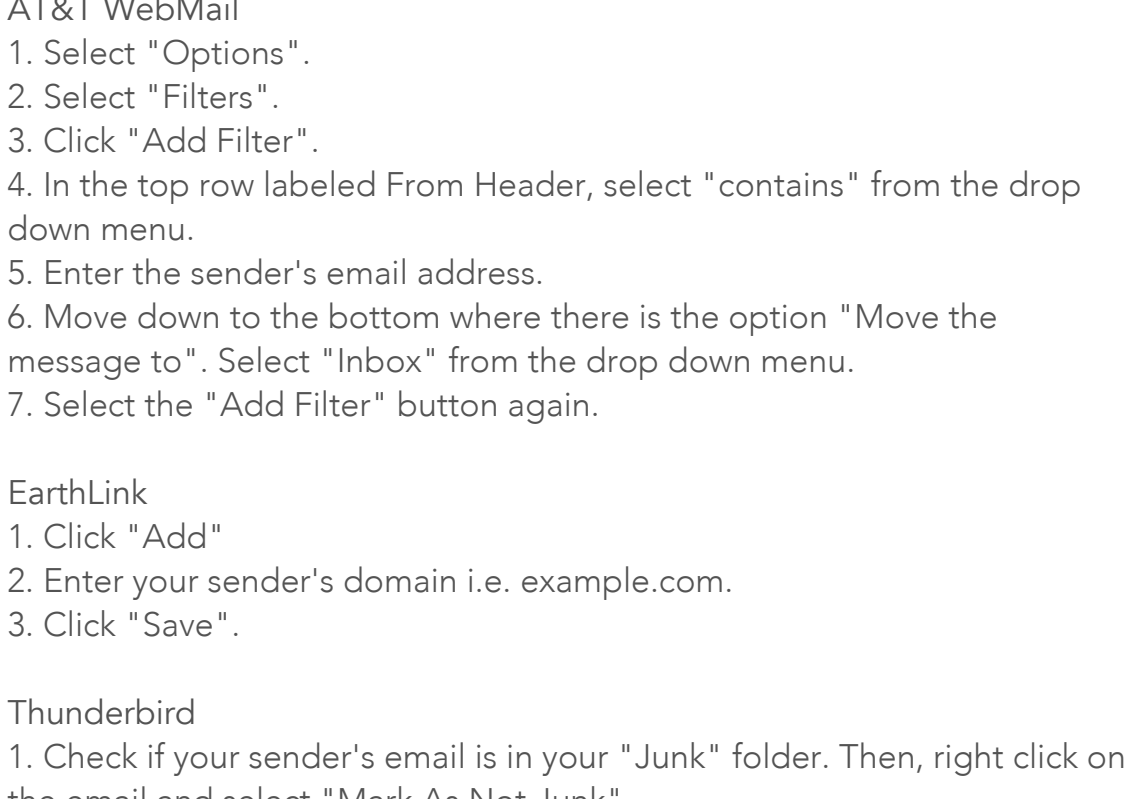 AT&T WebMail
1. Select "Options".
2. Select "Filters".
3. Click "Add Filter".
4. In the top row labeled From Header, select "contains" from the drop
down menu.
5. Enter the sender's email address.
6. Move down to the bottom where there is the option "Move the
message to". Select "Inbox" from the drop down menu.
7. Select the "Add Filter" button again.
EarthLink
1. Click "Add"
2. Enter your sender's domain i.e. example.com.
3. Click "Save".
Thunderbird
1. Check if your sender's email is in your "Junk" folder. Then, right click on
the email and select "Mark As Not Junk"